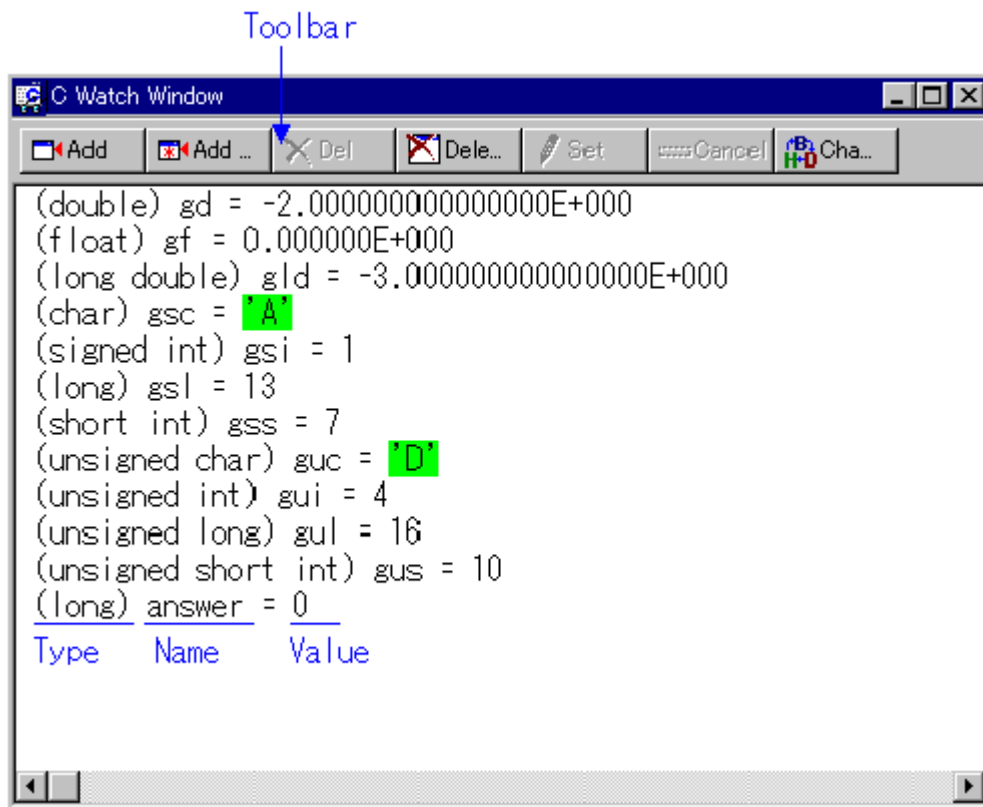 Toolbar
C Watch Window
Add Add ... Del Dele... Set Cancel Cha...
(double) gd = -2.000000000000000E+000
(float) gf = 0.000000E+000
(long double) gld = -3.000000000000000E+000
(char) gsc = 'A'
(signed int) gsi = 1
(long) gsl = 13
(short int) gss = 7
(unsigned char) guc = 'D'
(unsigned int) gui = 4
(unsigned long) gul = 16
(unsigned short int) gus = 10
(long) answer = 0
Type Name Value